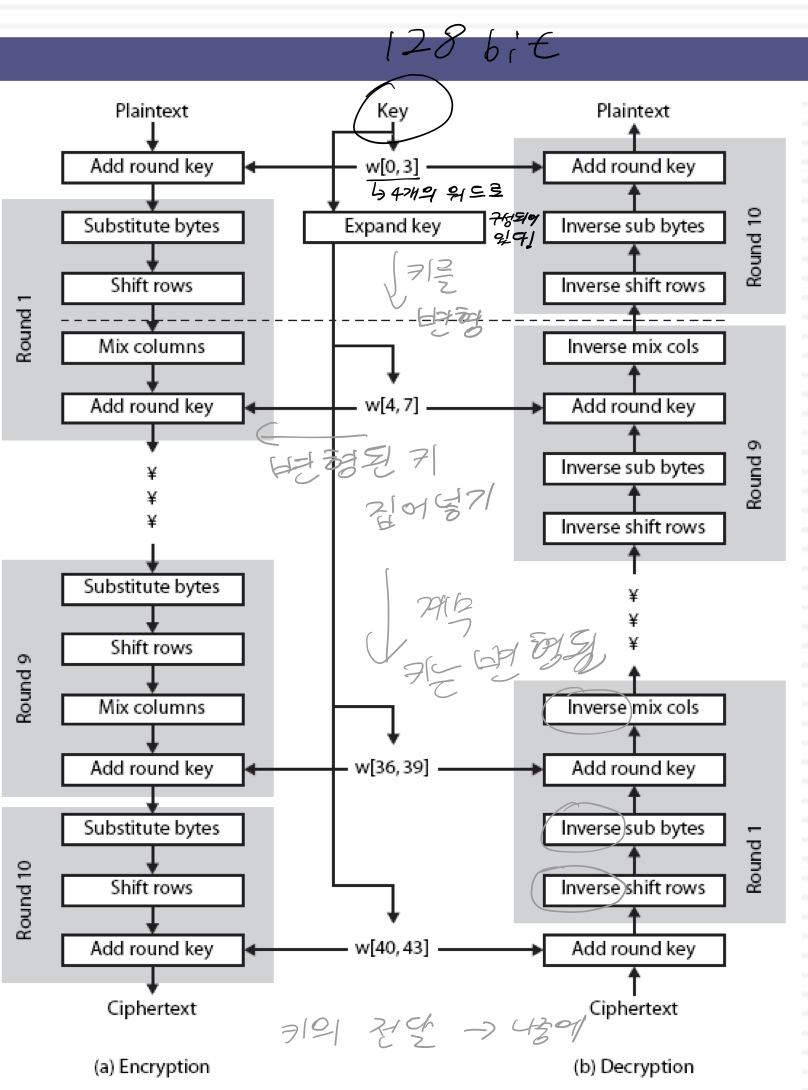 128 bit
Plaintext
Key
Plaintext
Add round key
w[0, 3]
Add round key
↳ 4개의 워드로
구성되어
있다!
Substitute bytes
Expand key
Inverse sub bytes
Round 10
Shift rows
Inverse shift rows
키를
변형
Round 1
Mix columns
Inverse mix cols
Add round key
w[4, 7]
Add round key
변형된 키
집어넣기
Inverse sub bytes
Round 9
Inverse shift rows
¥
¥
¥
Substitute bytes
¥
¥
¥
계속
키는 변형됨
Shift rows
Round 9
Mix columns
Inverse mix cols
Add round key
w[36, 39]
Add round key
Substitute bytes
Inverse sub bytes
Round 1
Shift rows
Inverse shift rows
Round 10
Add round key
w[40, 43]
Add round key
Ciphertext
키의 전달 → 나중에
Ciphertext
(a) Encryption
(b) Decryption